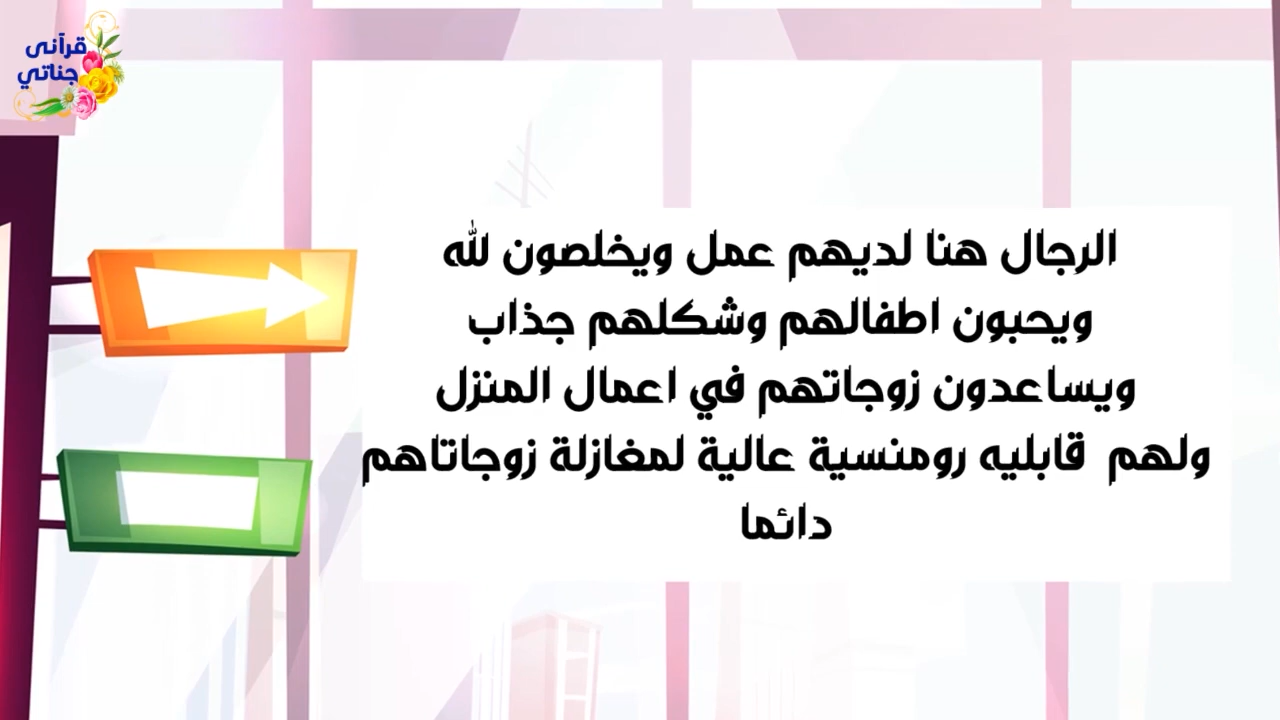 قرآنى
جناتي
الرجال هنا لديهم عمل ويخلصون لله
ويحبون اطفالهم وشكلهم جذاب
ويساعدون زوجاتهم في اعمال المنزل
ولهم قابليه رومنسية عالية لمغازلة زوجاتاهم
دائما